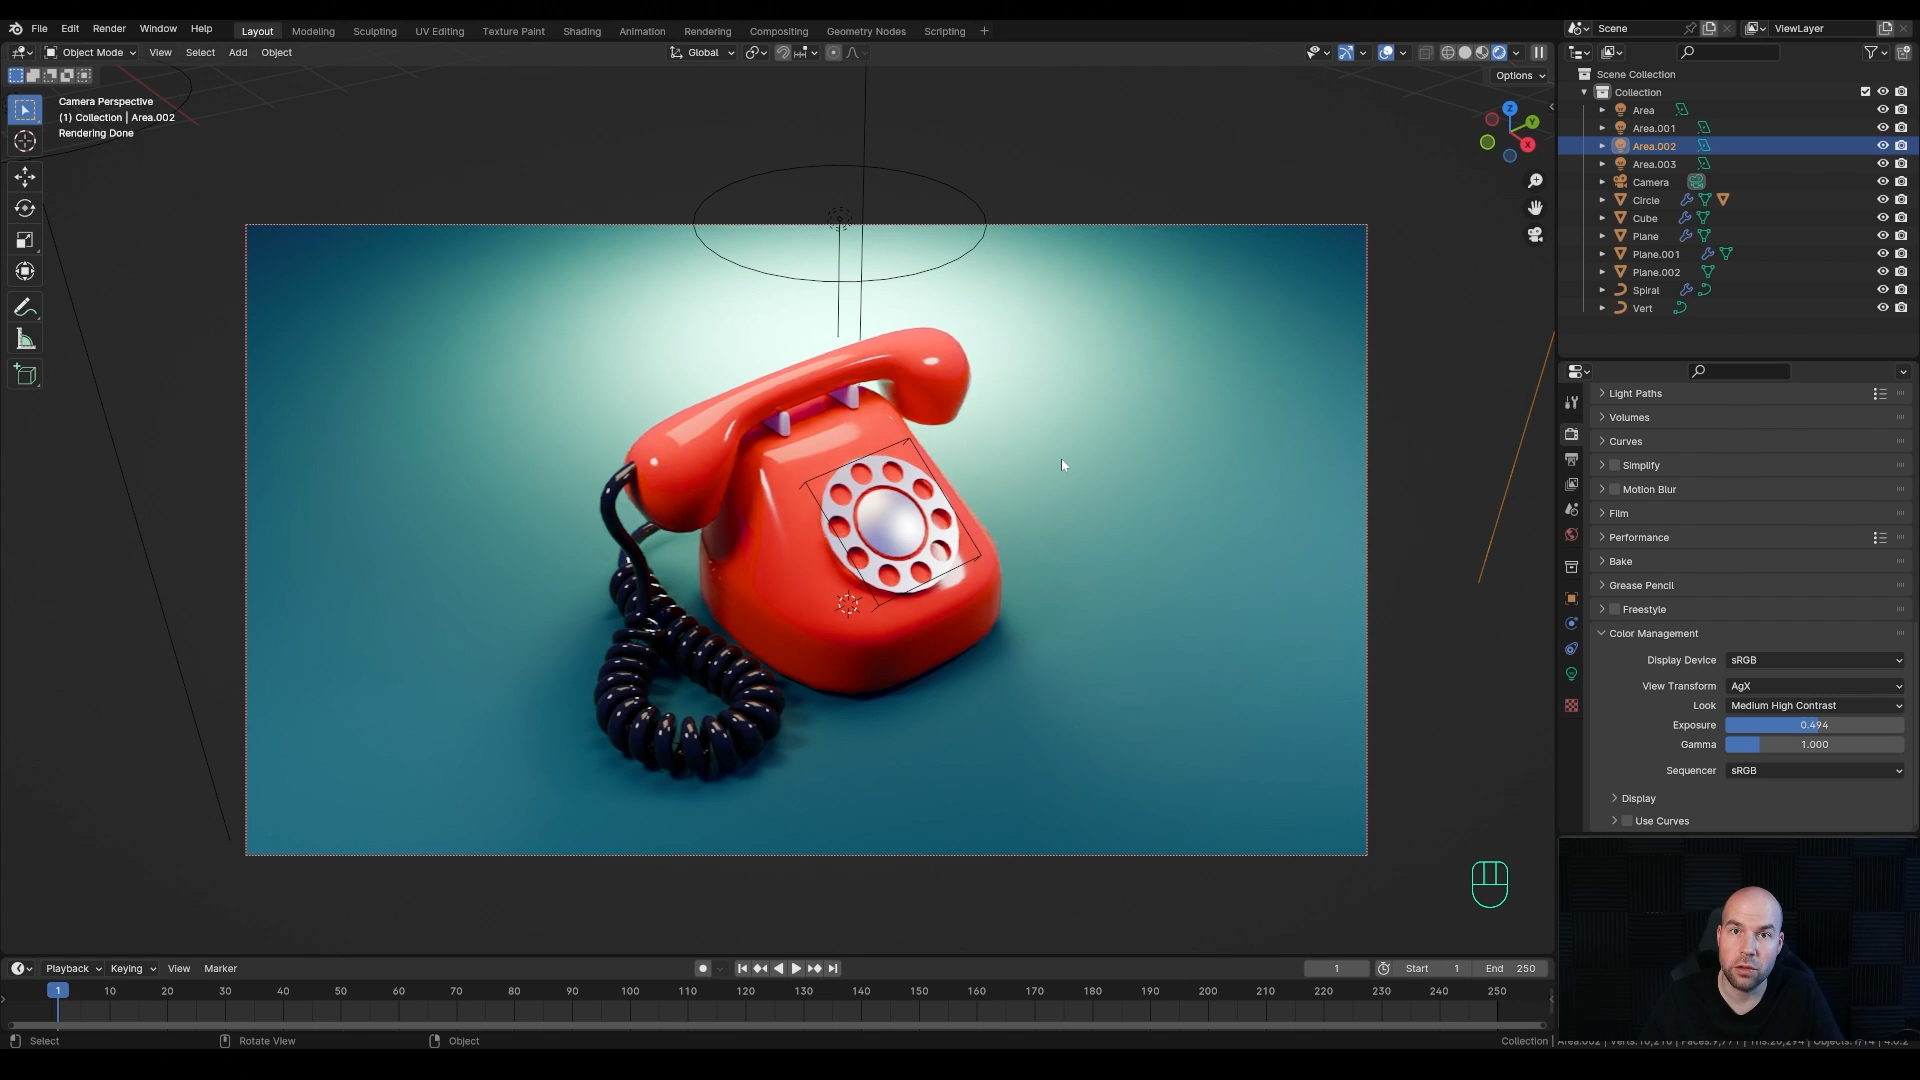 File Edit Render Window Help Layout Modeling Sculpting UV Editing Texture Paint Shading Animation Rendering Compositing Geometry Nodes Scripting + Scene ViewLayer
Object Mode View Select Add Object Global
Options
Camera Perspective
(1) Collection | Area.002
Rendering Done
Z
Y
X
Scene Collection
Collection
Area
Area.001
Area.002
Area.003
Camera
Circle
Cube
Plane
Plane.001
Plane.002
Spiral
Vert
Light Paths
Volumes
Curves
Simplify
Motion Blur
Film
Performance
Bake
Grease Pencil
Freestyle
Color Management
Display Device sRGB
View Transform AgX
Look Medium High Contrast
Exposure 0.494
Gamma 1.000
Sequencer sRGB
Display
Use Curves
Playback Keying View Marker 1 Start 1 End 250
1 10 20 30 40 50 60 70 80 90 100 110 120 130 140 150 160 170 180 190 200 210 220 230 240 250
Select Rotate View Object Collection